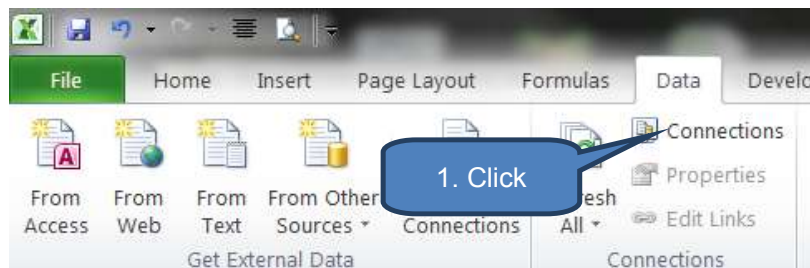 File Home Insert Page Layout Formulas Data
1. Click
Connections
Properties
Edit Links
From Access
From Web
From Text
From Other Sources
Connections
All
Get External Data
Connections